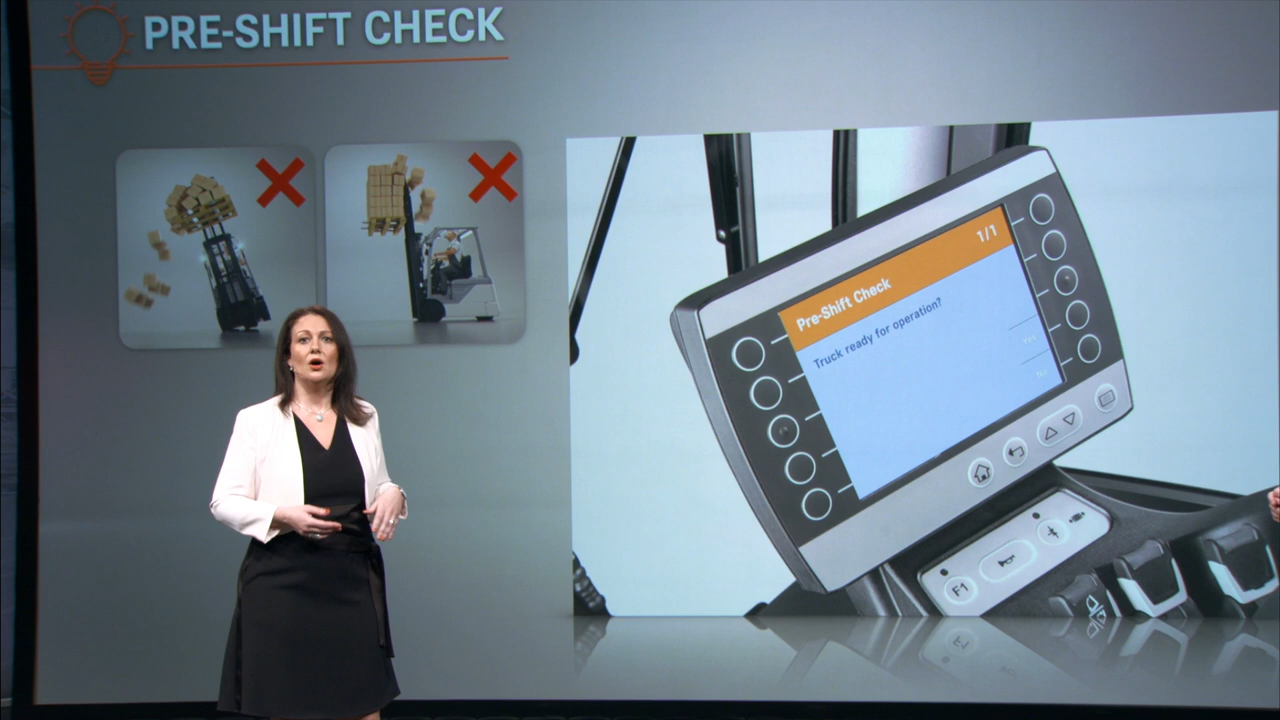 PRE-SHIFT CHECK
1/1
Pre-Shift Check
Truck ready for operation?
Yes
No
F1